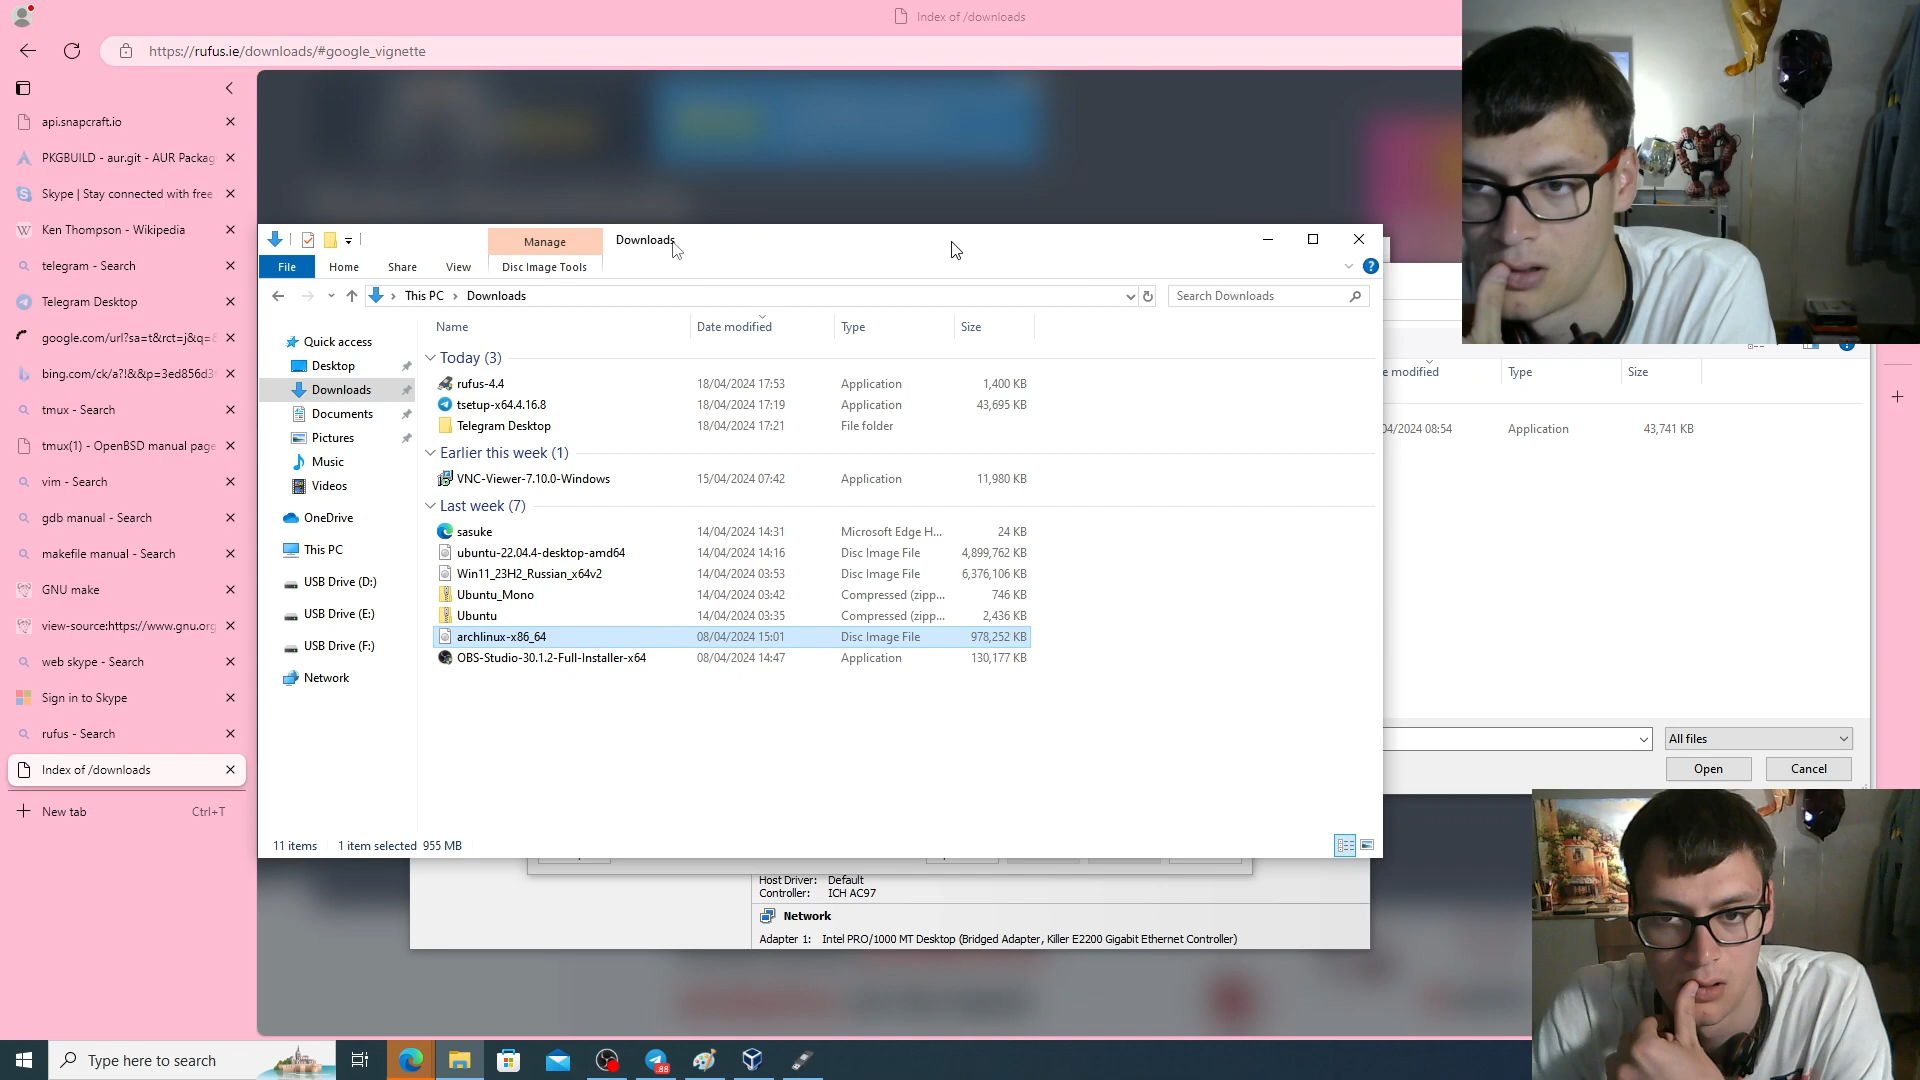 Index of /downloads
https://rufus.ie/downloads/#google_vignette
api.snapcraft.io
PKGBUILD - aur.git - AUR Packag
Skype | Stay connected with free
Ken Thompson - Wikipedia
telegram - Search
Telegram Desktop
google.com/url?sa=t&rct=j&q=&
bing.com/ck/a?!&&p=3ed856d3
tmux - Search
tmux(1) - OpenBSD manual page
vim - Search
gdb manual - Search
makefile manual - Search
GNU make
view-source:https://www.gnu.org
web skype - Search
Sign in to Skype
rufus - Search
Index of /downloads
New tab Ctrl+T
Manage Downloads
File Home Share View Disc Image Tools
This PC Downloads Search Downloads
Name Date modified Type Size
Quick access
Desktop
Downloads
Documents
Pictures
Music
Videos
OneDrive
This PC
USB Drive (D:)
USB Drive (E:)
USB Drive (F:)
Network
Today (3)
rufus-4.4 18/04/2024 17:53 Application 1,400 KB
tsetup-x64.4.16.8 18/04/2024 17:19 Application 43,695 KB
Telegram Desktop 18/04/2024 17:21 File folder
Earlier this week (1)
VNC-Viewer-7.10.0-Windows 15/04/2024 07:42 Application 11,980 KB
Last week (7)
sasuke 14/04/2024 14:31 Microsoft Edge H... 24 KB
ubuntu-22.04.4-desktop-amd64 14/04/2024 14:16 Disc Image File 4,899,762 KB
Win11_23H2_Russian_x64v2 14/04/2024 03:53 Disc Image File 6,376,106 KB
Ubuntu_Mono 14/04/2024 03:42 Compressed (zipp... 746 KB
Ubuntu 14/04/2024 03:35 Compressed (zipp... 2,436 KB
archlinux-x86_64 08/04/2024 15:01 Disc Image File 978,252 KB
OBS-Studio-30.1.2-Full-Installer-x64 08/04/2024 14:47 Application 130,177 KB
11 items 1 item selected 955 MB
e modified Type Size
04/2024 08:54 Application 43,741 KB
All files
Open Cancel
Host Driver: Default
Controller: ICH AC97
Network
Adapter 1: Intel PRO/1000 MT Desktop (Bridged Adapter, Killer E2200 Gigabit Ethernet Controller)
Type here to search
88